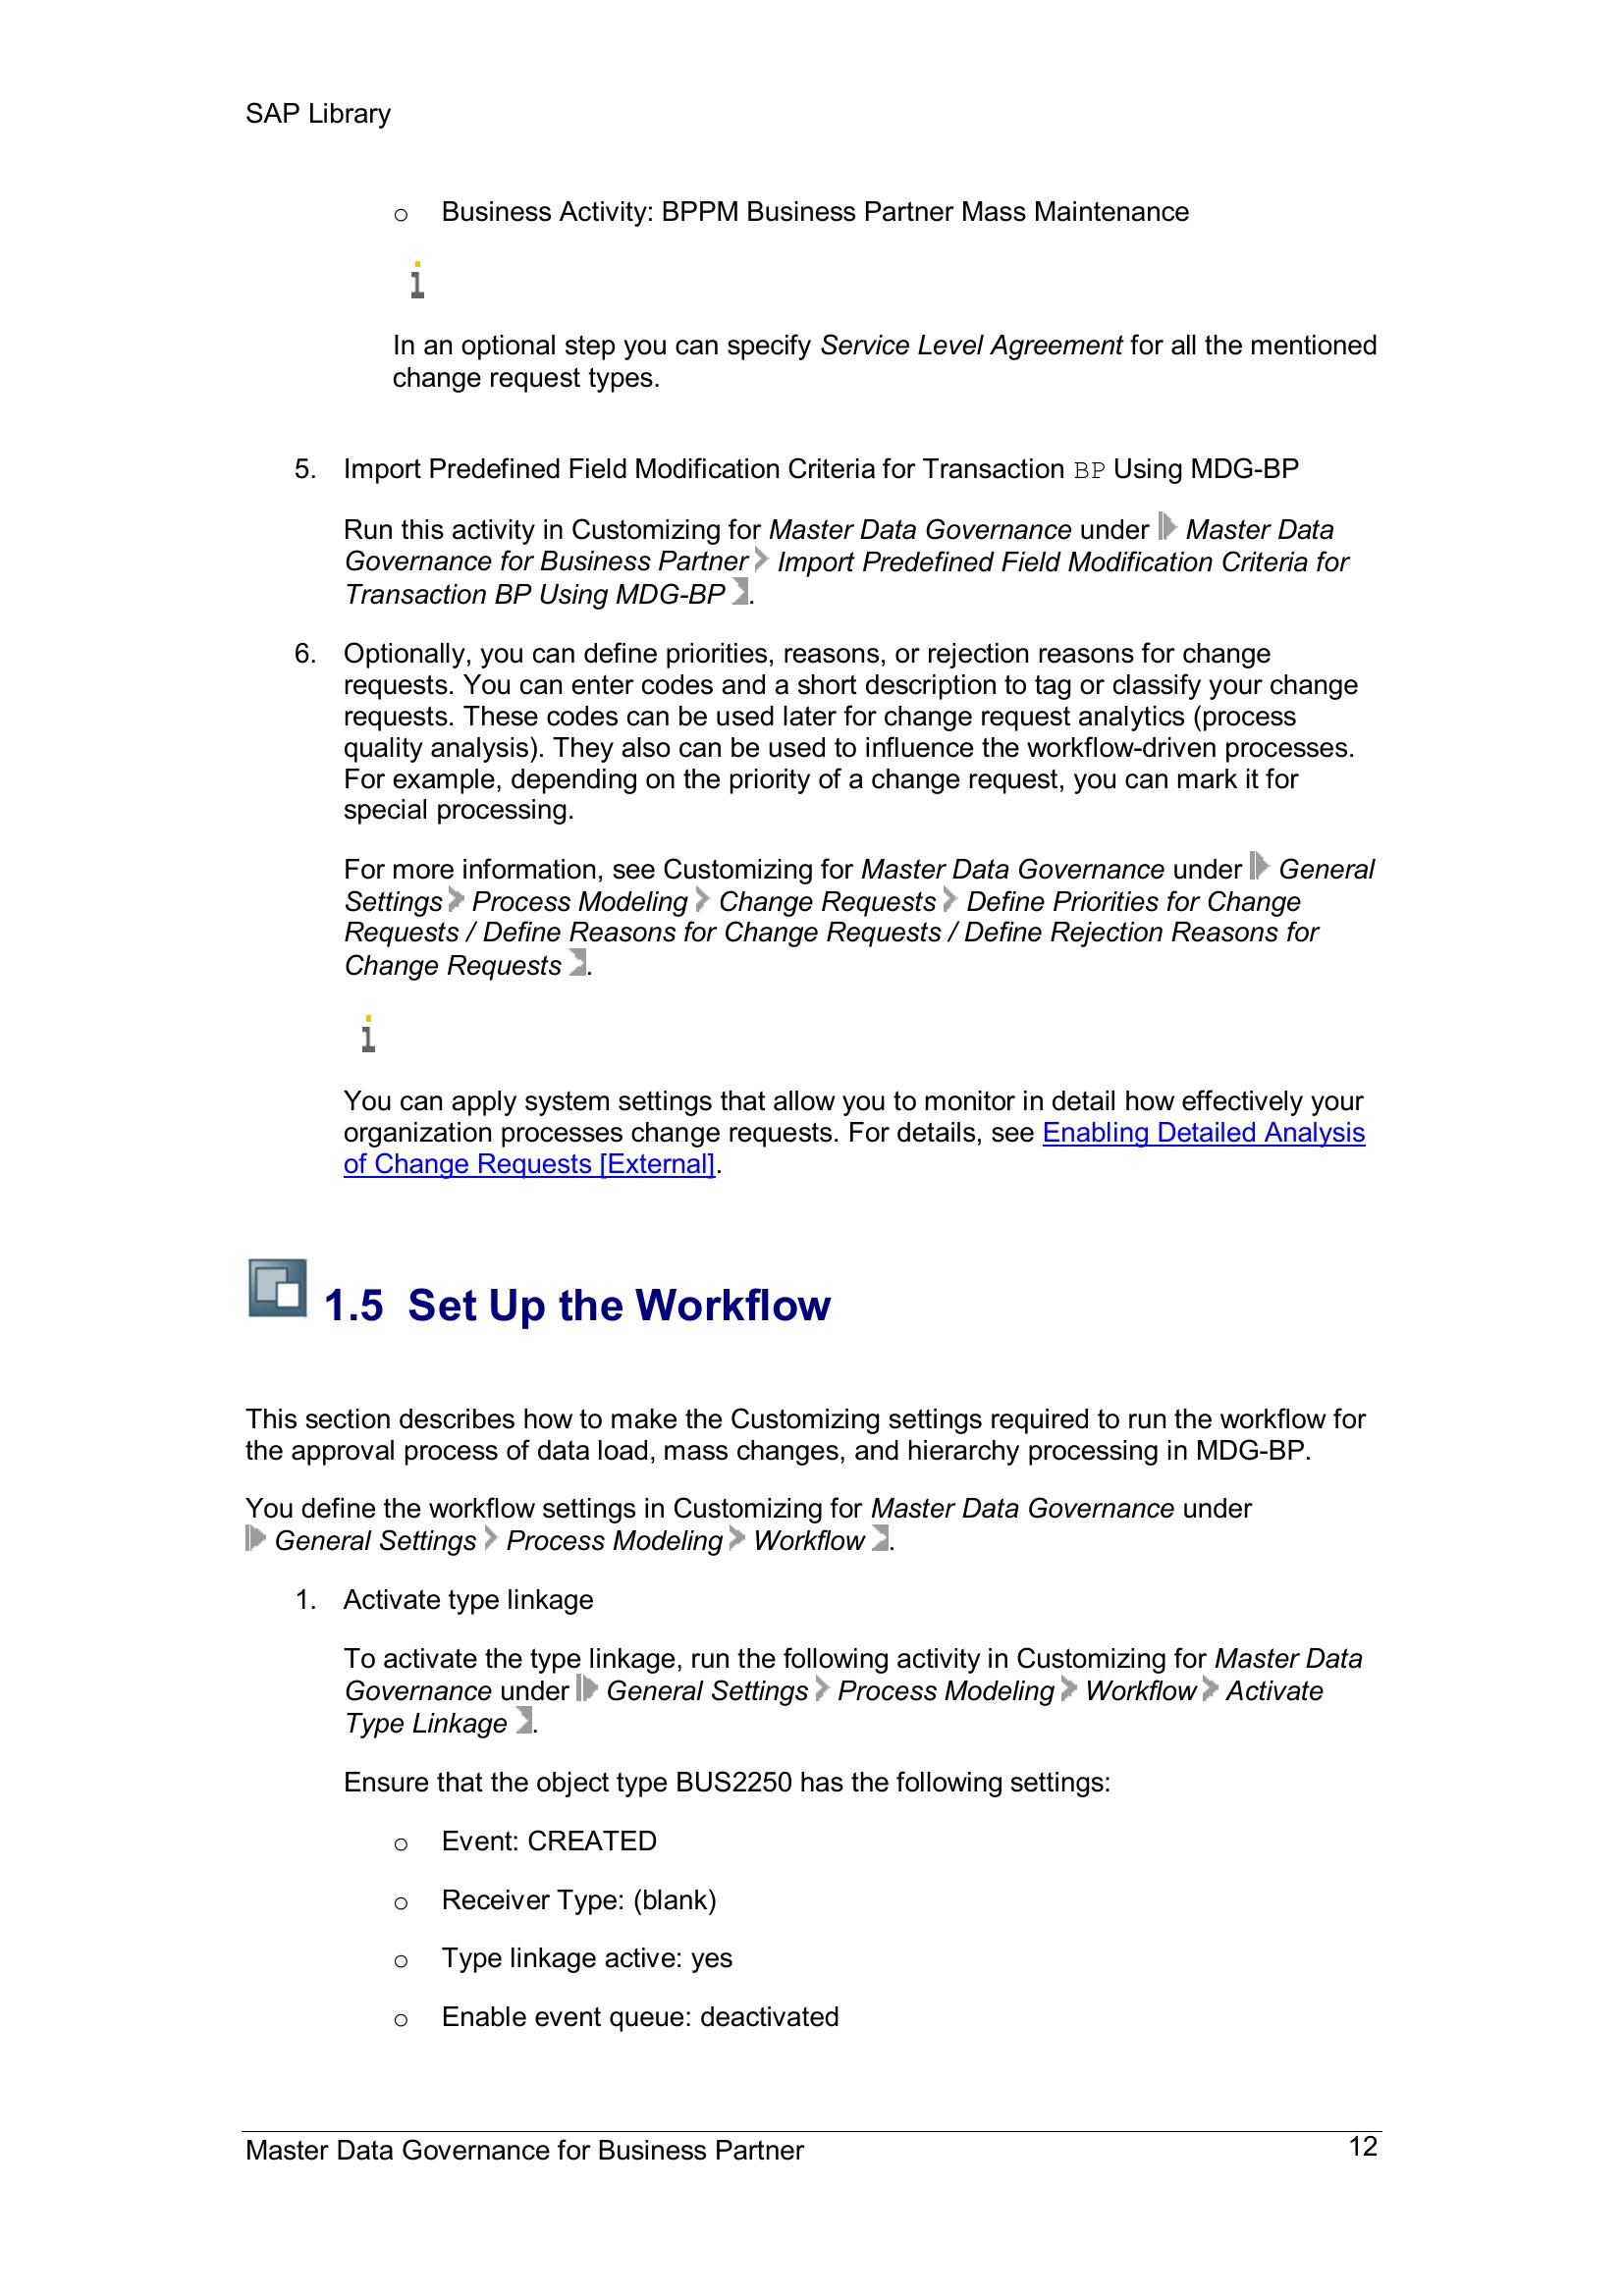 SAP Library
o Business Activity: BPPM Business Partner Mass Maintenance
In an optional step you can specify Service Level Agreement for all the mentioned
change request types.
5. Import Predefined Field Modification Criteria for Transaction BP Using MDG-BP
Run this activity in Customizing for Master Data Governance under Master Data
Governance for Business Partner Import Predefined Field Modification Criteria for
Transaction BP Using MDG-BP .
6. Optionally, you can define priorities, reasons, or rejection reasons for change
requests. You can enter codes and a short description to tag or classify your change
requests. These codes can be used later for change request analytics (process
quality analysis). They also can be used to influence the workflow-driven processes.
For example, depending on the priority of a change request, you can mark it for
special processing.
For more information, see Customizing for Master Data Governance under General
Settings Process Modeling Change Requests Define Priorities for Change
Requests / Define Reasons for Change Requests / Define Rejection Reasons for
Change Requests .
You can apply system settings that allow you to monitor in detail how effectively your
organization processes change requests. For details, see Enabling Detailed Analysis
of Change Requests [External].
1.5 Set Up the Workflow
This section describes how to make the Customizing settings required to run the workflow for
the approval process of data load, mass changes, and hierarchy processing in MDG-BP.
You define the workflow settings in Customizing for Master Data Governance under
General Settings Process Modeling Workflow .
1. Activate type linkage
To activate the type linkage, run the following activity in Customizing for Master Data
Governance under General Settings Process Modeling Workflow Activate
Type Linkage .
Ensure that the object type BUS2250 has the following settings:
o Event: CREATED
o Receiver Type: (blank)
o Type linkage active: yes
o Enable event queue: deactivated
Master Data Governance for Business Partner 12